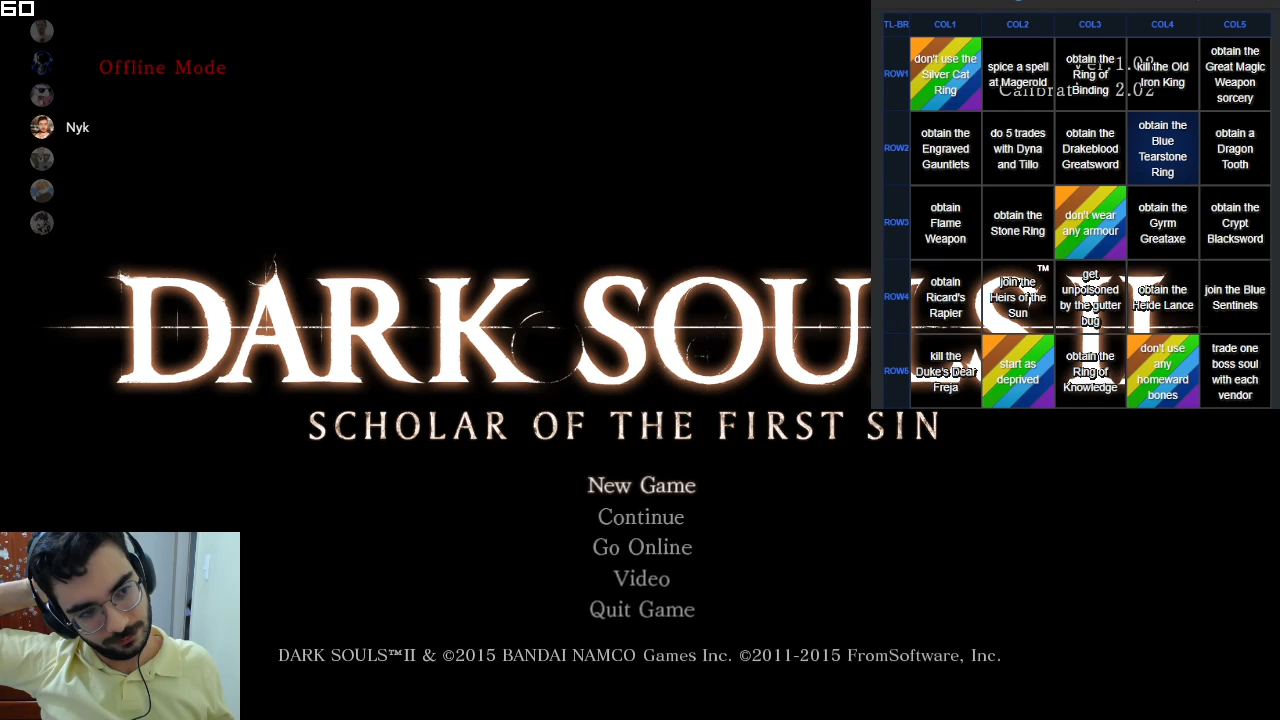 60
Offline Mode
Nyk
TL-BR COL1 COL2 COL3 COL4 COL5
ROW1
don't use the
Silver Cat
Ring
spice a spell
at Magerold
obtain the
Ring of
Binding
kill the Old
Iron King
obtain the
Great Magic
Weapon
sorcery
Ver.1.02
Calibrat 2.02
ROW2
obtain the
Engraved
Gauntlets
do 5 trades
with Dyna
and Tillo
obtain the
Drakeblood
Greatsword
obtain the
Blue
Tearstone
Ring
obtain a
Dragon
Tooth
ROW3
obtain
Flame
Weapon
obtain the
Stone Ring
don't wear
any armour
obtain the
Gyrm
Greataxe
obtain the
Crypt
Blacksword
ROW4
obtain
Ricard's
Rapier
join the
Heirs of the
Sun
get
unpoisoned
by the gutter
bug
obtain the
Heide Lance
join the Blue
Sentinels
ROW5
kill the
Duke's Dear
Freja
start as
deprived
obtain the
Ring of
Knowledge
don't use
any
homeward
bones
trade one
boss soul
with each
vendor
DARK SOULS II ™
SCHOLAR OF THE FIRST SIN
New Game
Continue
Go Online
Video
Quit Game
DARK SOULS™II & ©2015 BANDAI NAMCO Games Inc. ©2011-2015 FromSoftware, Inc.